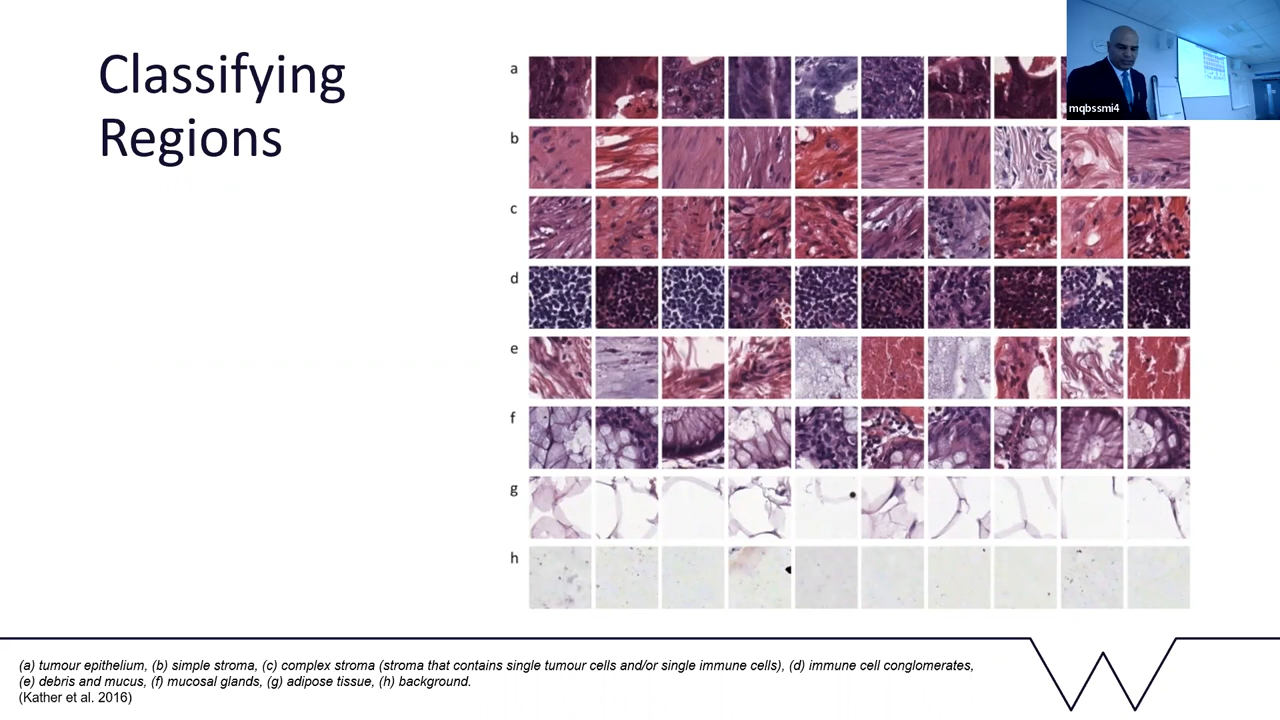 Classifying
Regions
mqbssmi4
a
b
c
d
e
f
g
h
(a) tumour epithelium, (b) simple stroma, (c) complex stroma (stroma that contains single tumour cells and/or single immune cells), (d) immune cell conglomerates,
(e) debris and mucus, (f) mucosal glands, (g) adipose tissue, (h) background.
(Kather et al. 2016)